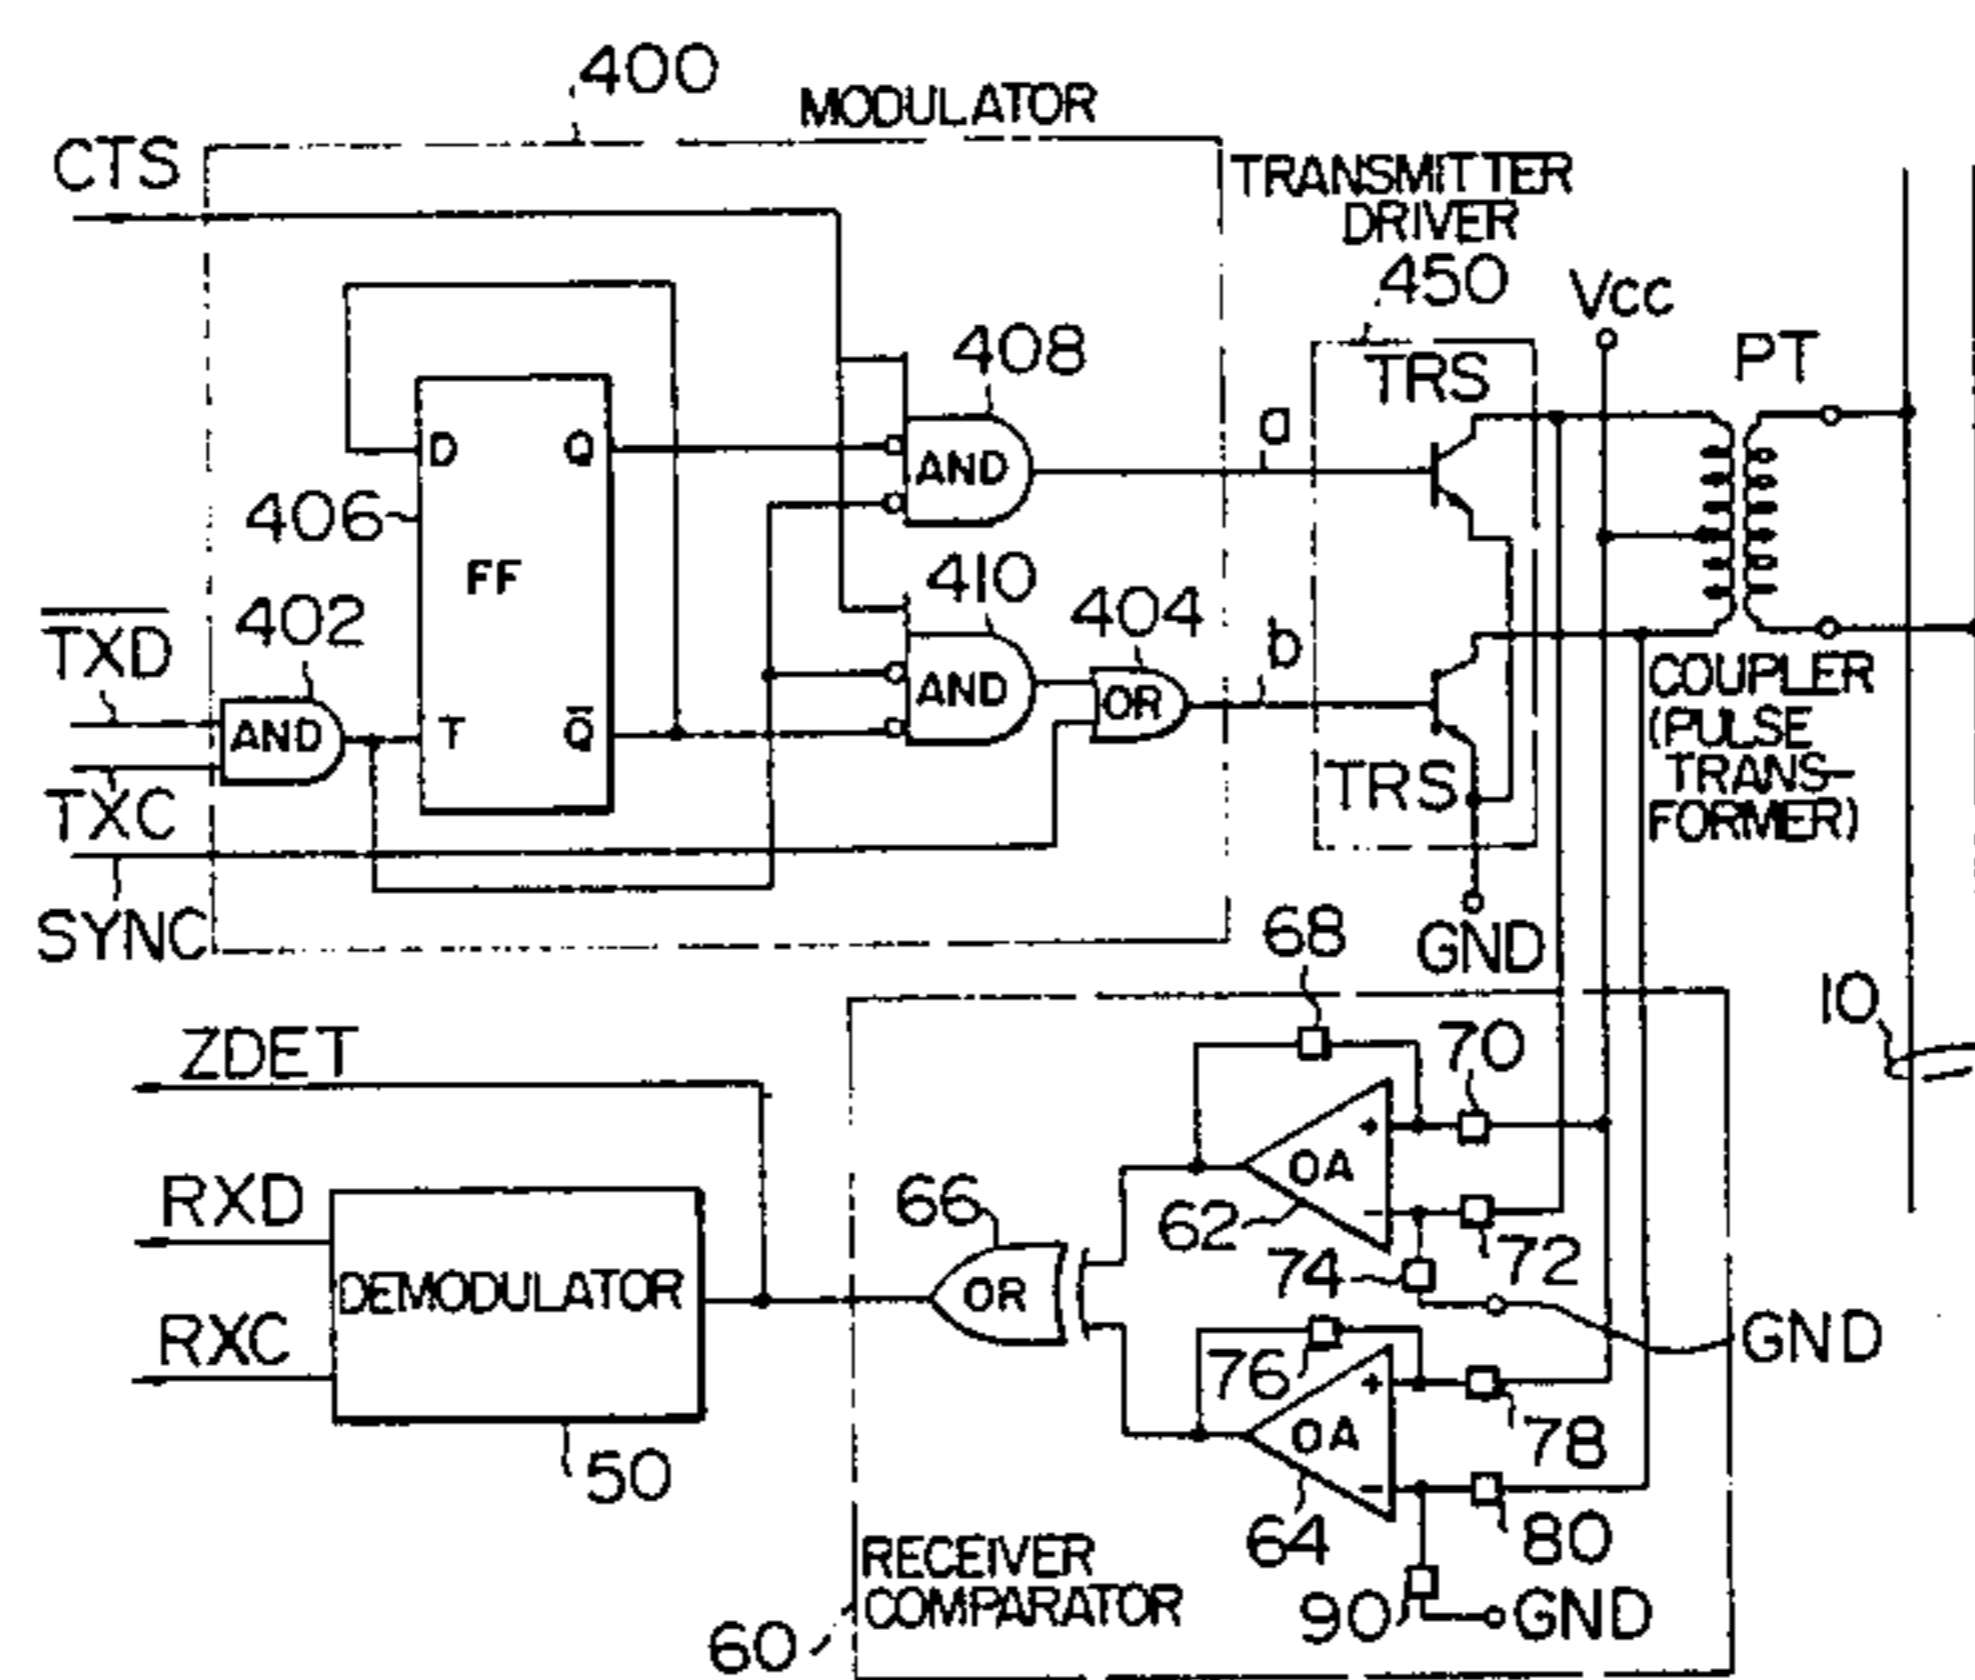 400
MODULATOR
CTS
TRANSMITTER
DRIVER
450
Vcc
PT
TRS
408
a
D
Q
AND
406
FF
410
404
402
TXD
b
AND
OR
AND
T
Q
TRS
TXC
COUPLER
(PULSE
TRANS-
FORMER)
SYNC
GND
68
10
ZDET
70
+
OA
RXD
66
62
-
72
74
DEMODULATOR
OR
GND
RXC
76
+
78
OA
50
-
64
80
RECEIVER
COMPARATOR
90
GND
60